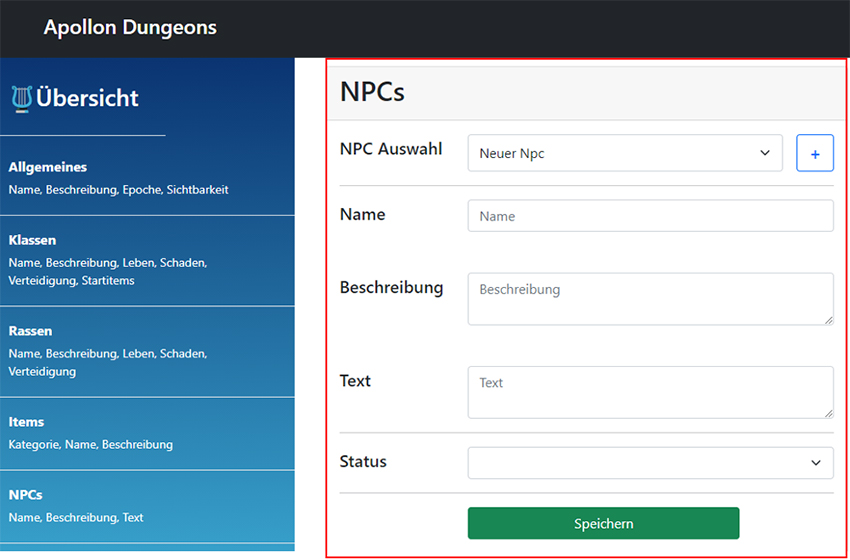 Apollon Dungeons
Übersicht
Allgemeines
Name, Beschreibung, Epoche, Sichtbarkeit
Klassen
Name, Beschreibung, Leben, Schaden,
Verteidigung, Startitems
Rassen
Name, Beschreibung, Leben, Schaden,
Verteidigung
Items
Kategorie, Name, Beschreibung
NPCs
Name, Beschreibung, Text
NPCs
NPC Auswahl
Neuer Npc
+
Name
Name
Beschreibung
Beschreibung
Text
Text
Status
Speichern